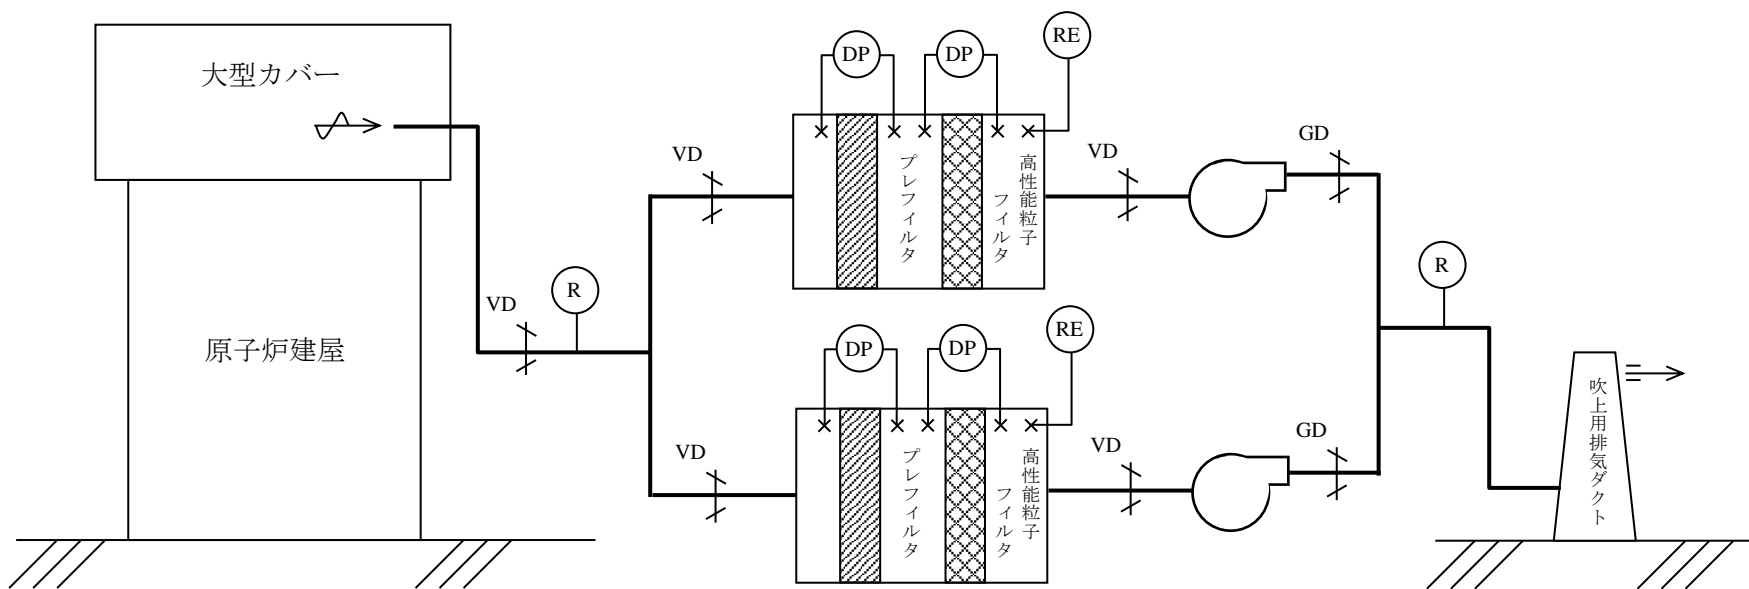 大型カバー
原子炉建屋
VD
R
VD
DP
DP
RE
プレフィルタ
高性能粒子
フィルタ
VD
GD
VD
DP
DP
RE
プレフィルタ
高性能粒子
フィルタ
VD
GD
R
吹上用排気ダクト